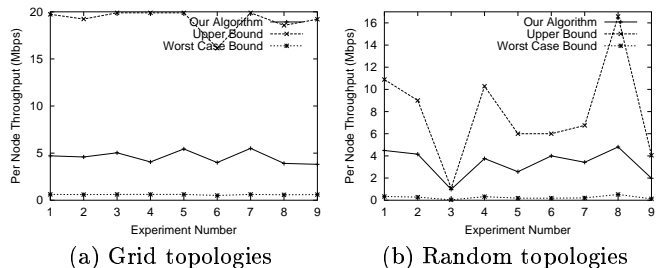 Per Node Throughput (Mbps)
20
15
10
5
0
Our Algorithm
Upper Bound
Worst Case Bound
1 2 3 4 5 6 7 8 9
Experiment Number
(a) Grid topologies
Per Node Throughput (Mbps)
16
14
12
10
8
6
4
2
0
Our Algorithm
Upper Bound
Worst Case Bound
1 2 3 4 5 6 7 8 9
Experiment Number
(b) Random topologies